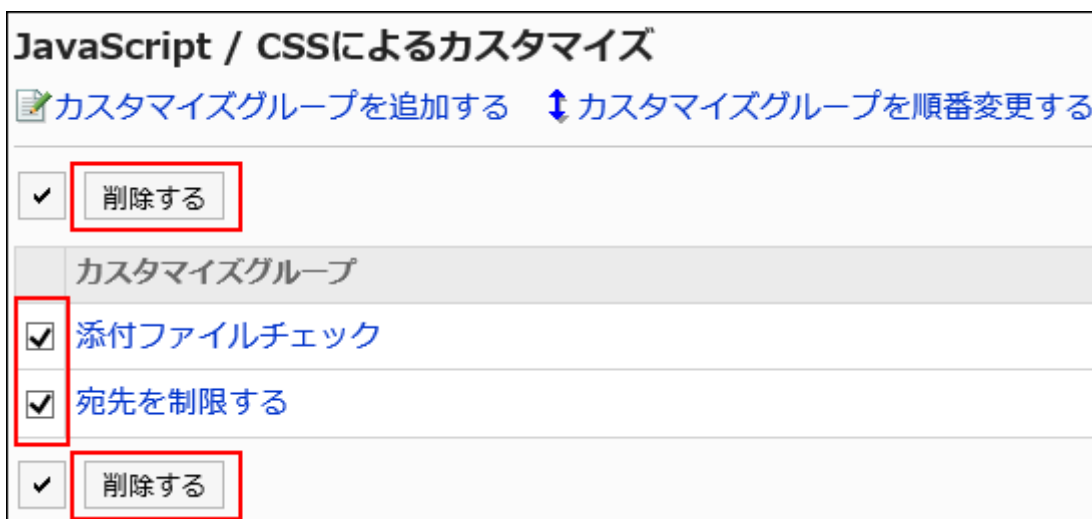 JavaScript / CSSによるカスタマイズ
カスタマイズグループを追加する カスタマイズグループを順番変更する
削除する
カスタマイズグループ
添付ファイルチェック
宛先を制限する
削除する